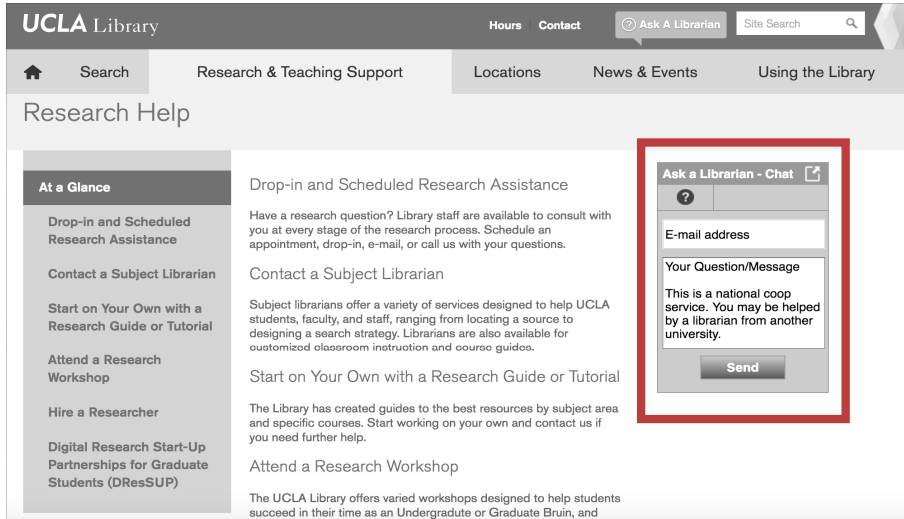 UCLA Library
Hours Contact
Ask A Librarian
Site Search
Search
Research & Teaching Support
Locations
News & Events
Using the Library
Research Help
At a Glance
Drop-in and Scheduled
Research Assistance
Contact a Subject Librarian
Start on Your Own with a
Research Guide or Tutorial
Attend a Research
Workshop
Hire a Researcher
Digital Research Start-Up
Partnerships for Graduate
Students (DResSUP)
Drop-in and Scheduled Research Assistance
Have a research question? Library staff are available to consult with
you at every stage of the research process. Schedule an
appointment, drop-in, e-mail, or call us with your questions.
Contact a Subject Librarian
Subject librarians offer a variety of services designed to help UCLA
students, faculty, and staff, ranging from locating a source to
designing a search strategy. Librarians are also available for
customized classroom instruction and course guides.
Start on Your Own with a Research Guide or Tutorial
The Library has created guides to the best resources by subject area
and specific courses. Start working on your own and contact us if
you need further help.
Attend a Research Workshop
The UCLA Library offers varied workshops designed to help students
succeed in their time as an Undergradute or Graduate Bruin, and
Ask a Librarian - Chat
?
E-mail address
Your Question/Message
This is a national coop
service. You may be helped
by a librarian from another
university.
Send